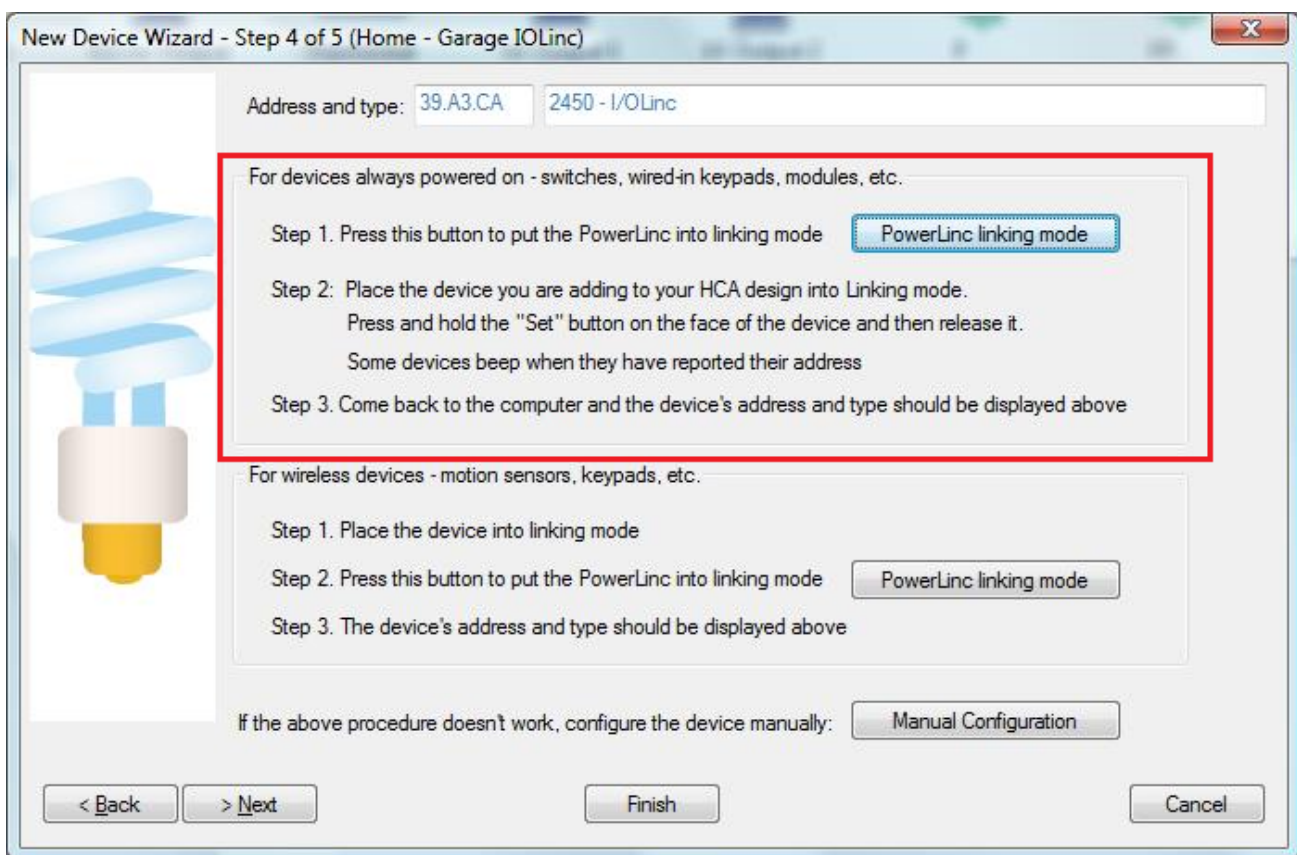 New Device Wizard - Step 4 of 5 (Home - Garage IOLinc)
Address and type: 39.A3.CA 2450 - I/OLinc
For devices always powered on - switches, wired-in keypads, modules, etc.
Step 1. Press this button to put the PowerLinc into linking mode PowerLinc linking mode
Step 2: Place the device you are adding to your HCA design into Linking mode.
Press and hold the "Set" button on the face of the device and then release it.
Some devices beep when they have reported their address
Step 3. Come back to the computer and the device's address and type should be displayed above
For wireless devices - motion sensors, keypads, etc.
Step 1. Place the device into linking mode
Step 2. Press this button to put the PowerLinc into linking mode PowerLinc linking mode
Step 3. The device's address and type should be displayed above
If the above procedure doesn't work, configure the device manually: Manual Configuration
< Back > Next Finish Cancel